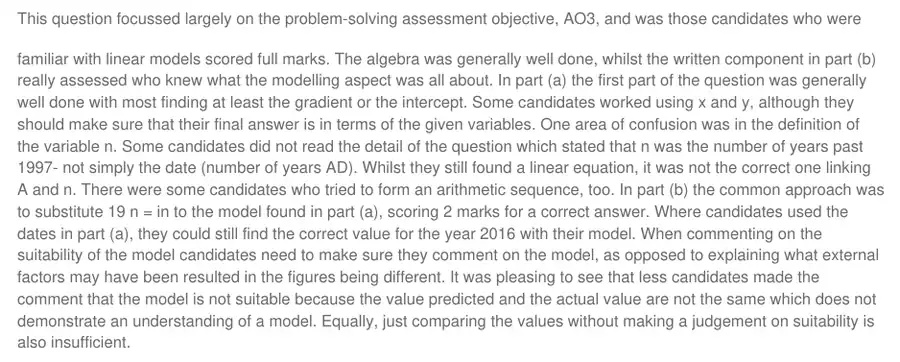 This question focussed largely on the problem-solving assessment objective, AO3, and was those candidates who were
familiar with linear models scored full marks. The algebra was generally well done, whilst the written component in part (b)
really assessed who knew what the modelling aspect was all about. In part (a) the first part of the question was generally
well done with most finding at least the gradient or the intercept. Some candidates worked using x and y, although they
should make sure that their final answer is in terms of the given variables. One area of confusion was in the definition of
the variable n. Some candidates did not read the detail of the question which stated that n was the number of years past
1997- not simply the date (number of years AD). Whilst they still found a linear equation, it was not the correct one linking
A and n. There were some candidates who tried to form an arithmetic sequence, too. In part (b) the common approach was
to substitute 19 n = in to the model found in part (a), scoring 2 marks for a correct answer. Where candidates used the
dates in part (a), they could still find the correct value for the year 2016 with their model. When commenting on the
suitability of the model candidates need to make sure they comment on the model, as opposed to explaining what external
factors may have been resulted in the figures being different. It was pleasing to see that less candidates made the
comment that the model is not suitable because the value predicted and the actual value are not the same which does not
demonstrate an understanding of a model. Equally, just comparing the values without making a judgement on suitability is
also insufficient.